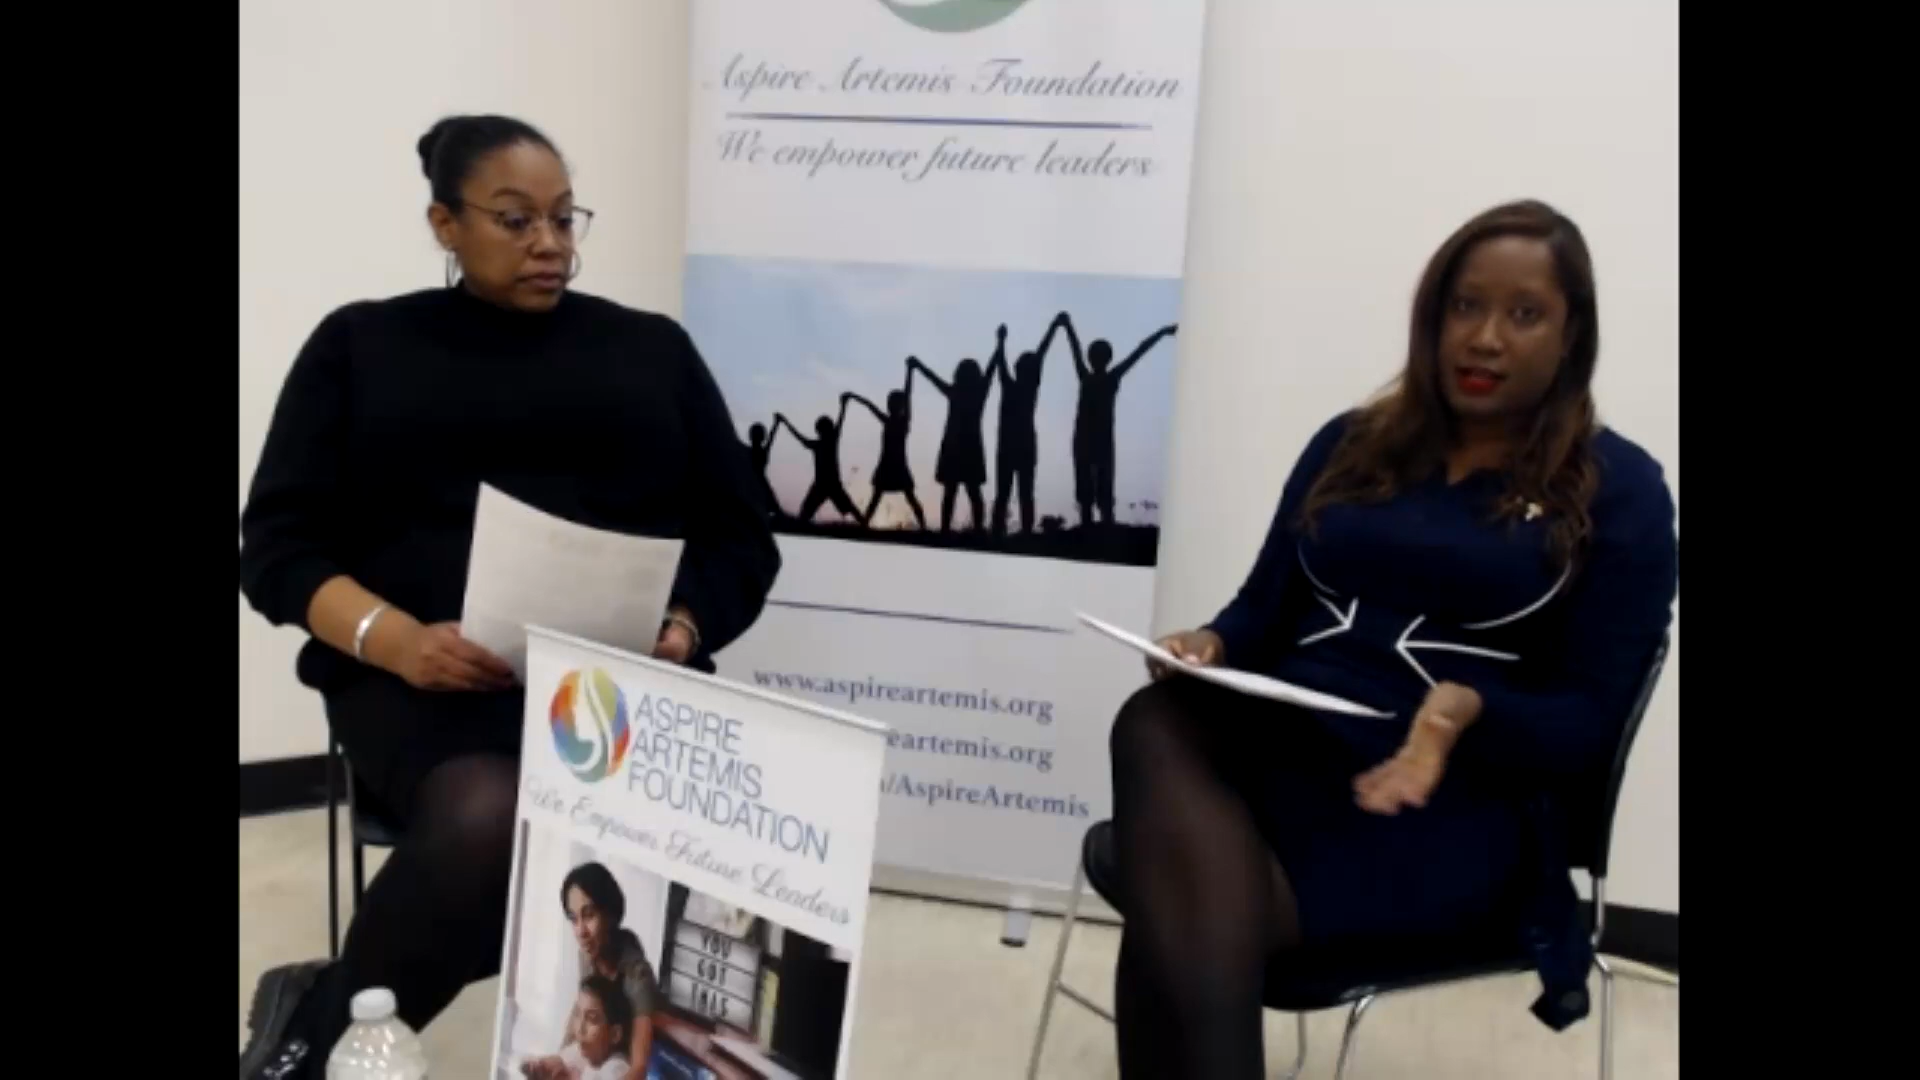 Aspire Artemis Foundation
We empower future leaders
www.aspireartemis.org
eartemis.org
/AspireArtemis
ASPIRE
ARTEMIS
FOUNDATION
We Empower Future Leaders
YOU
GOT
THIS